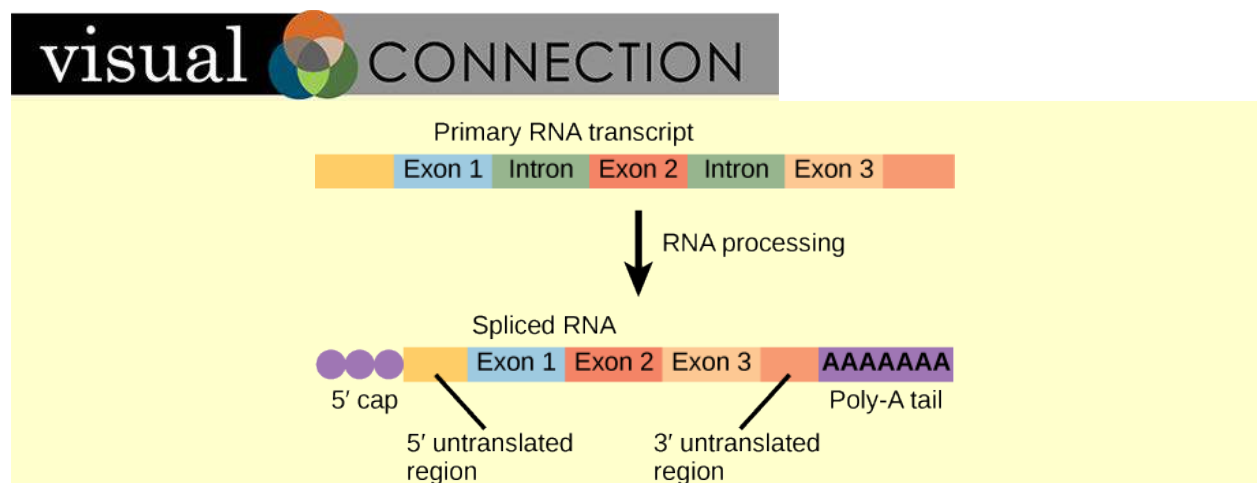 visual CONNECTION
Primary RNA transcript
Exon 1 Intron Exon 2 Intron Exon 3
RNA processing
Spliced RNA
Exon 1 Exon 2 Exon 3 AAAAAAA
5′ cap Poly-A tail
5′ untranslated
region
3′ untranslated
region